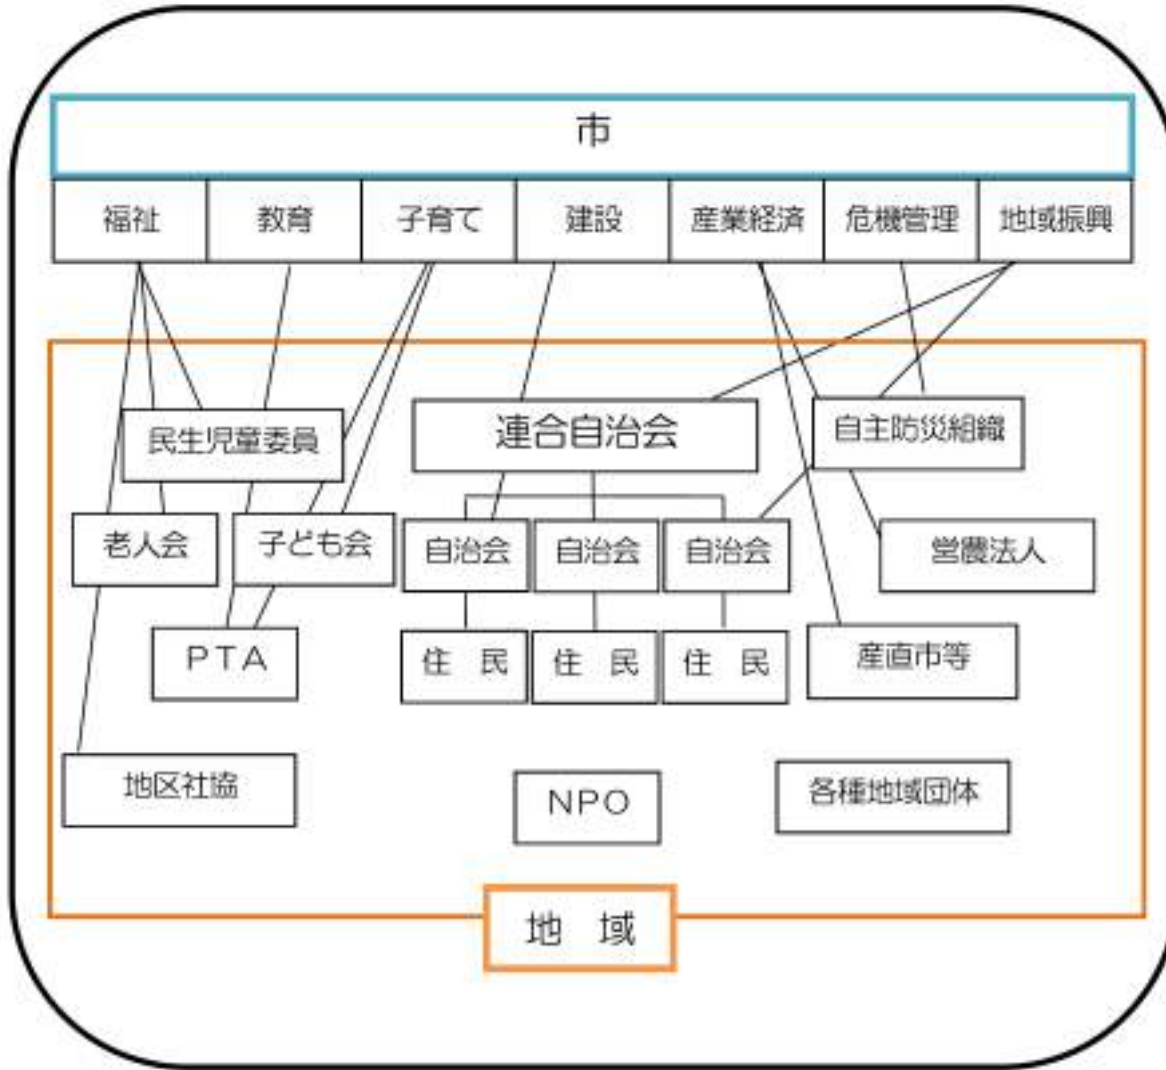 市
福祉
教育
子育て
建設
産業経済
危機管理
地域振興
民生児童委員
連合自治会
自主防災組織
老人会
子ども会
自治会
自治会
自治会
営農法人
PTA
住 民
住 民
住 民
産直市等
地区社協
NPO
各種地域団体
地 域